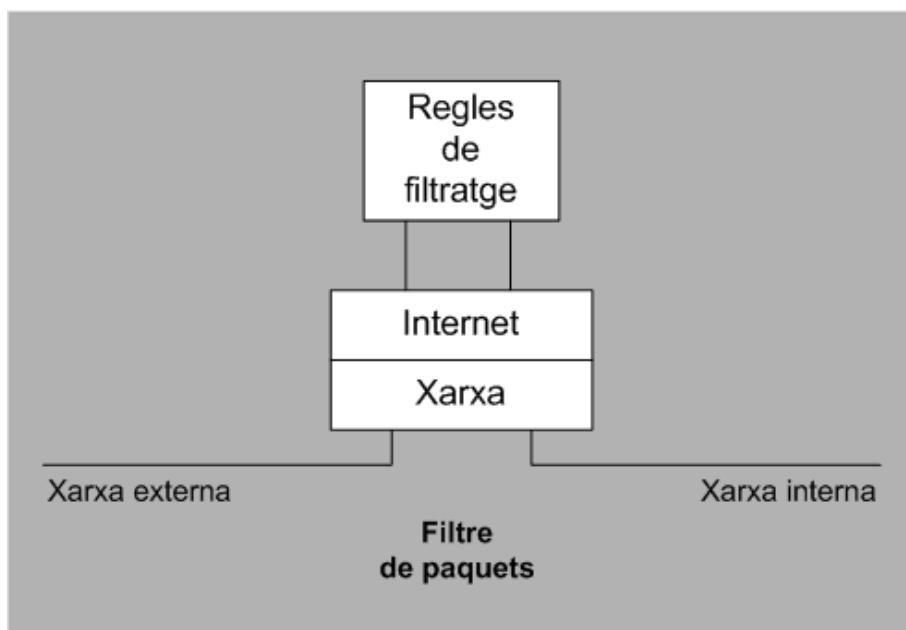 Regles
de
filtratge
Internet
Xarxa
Xarxa externa
Xarxa interna
Filtre
de paquets